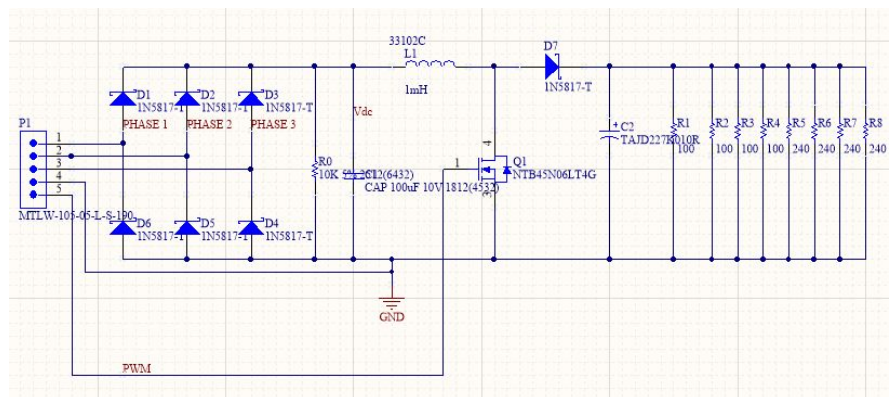 33102C
L1
1mH
D7
1N5817-T
D1
1N5817-T
D2
1N5817-T
D3
1N5817-T
PHASE 1
PHASE 2
PHASE 3
Vdc
P1
1
2
3
4
5
MTLW-105-05-L-S-190
R0
10K
CAP 100uF 10V 1812(4532)
1
4
3
Q1
NTB45N06LT4G
C2
+
TAJD227K010R
R1
100
R2
100
R3
100
R4
100
R5
240
R6
240
R7
240
R8
240
D6
1N5817-T
D5
1N5817-T
D4
1N5817-T
GND
PWM